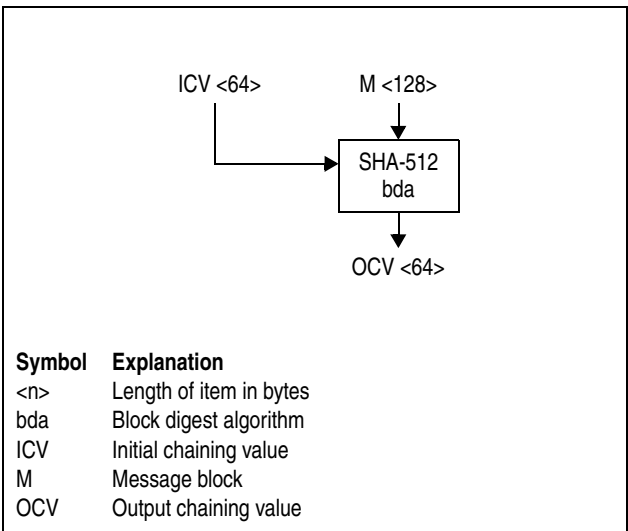 ICV <64> M <128>
SHA-512
bda
OCV <64>
Symbol Explanation
<n> Length of item in bytes
bda Block digest algorithm
ICV Initial chaining value
M Message block
OCV Output chaining value